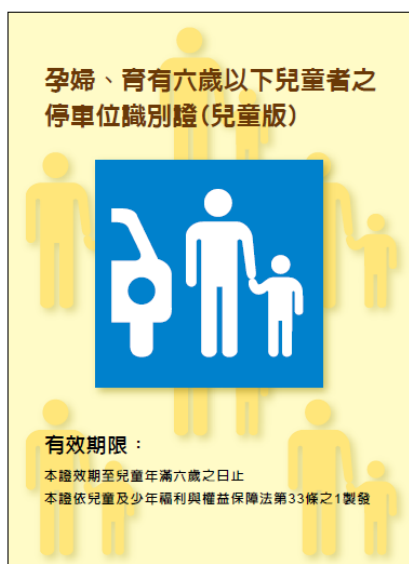 孕婦、育有六歲以下兒童者之
停車位識別證(兒童版)
有效期限：
本證效期至兒童年滿六歲之日止
本證依兒童及少年福利與權益保障法第33條之1製發